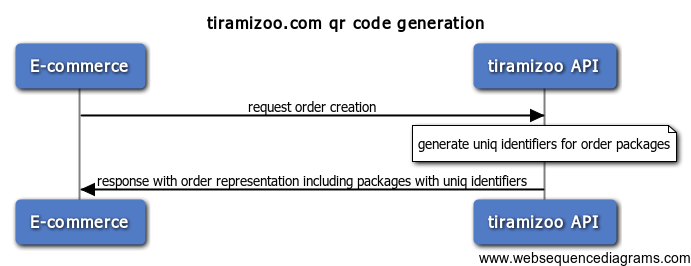 tiramizoo.com qr code generation
E-commerce
tiramizoo API
request order creation
generate uniq identifiers for order packages
response with order representation including packages with uniq identifiers
E-commerce
tiramizoo API
www.websequencediagrams.com